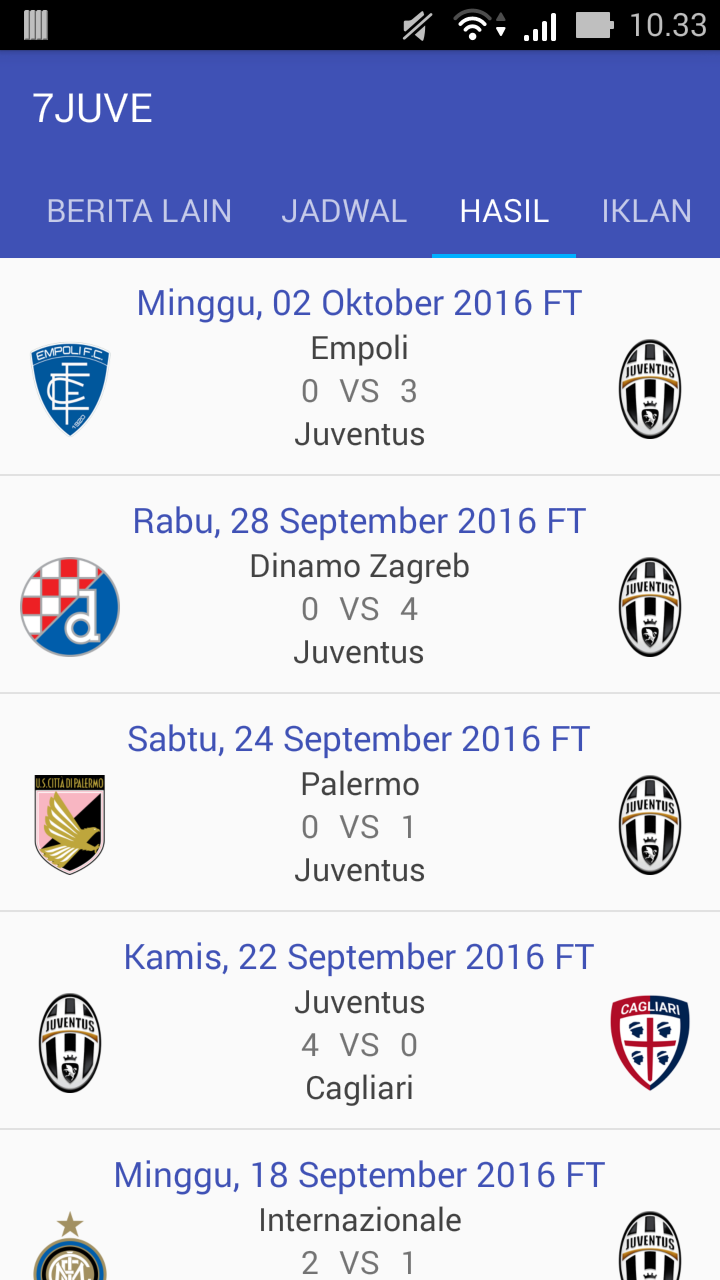 10.33
7JUVE
BERITA LAIN JADWAL HASIL IKLAN
Minggu, 02 Oktober 2016 FT
Empoli
EMPOLI F.C.
1920
0 VS 3
JUVENTUS
Juventus
Rabu, 28 September 2016 FT
Dinamo Zagreb
d
0 VS 4
JUVENTUS
Juventus
Sabtu, 24 September 2016 FT
Palermo
U.S.CITTA DI PALERMO
0 VS 1
JUVENTUS
Juventus
Kamis, 22 September 2016 FT
Juventus
JUVENTUS
4 VS 0
CAGLIARI
Cagliari
Minggu, 18 September 2016 FT
Internazionale
2 VS 1
JUVENTUS